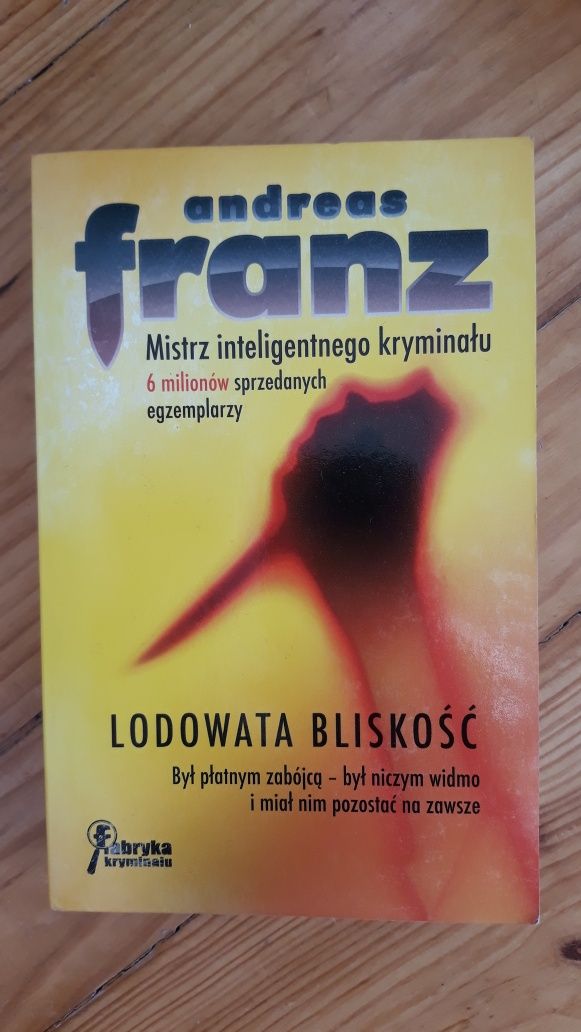 andreas
franz
Mistrz inteligentnego kryminału
6 milionów sprzedanych
egzemplarzy
LODOWATA BLISKOŚĆ
Był płatnym zabójcą – był niczym widmo
i miał nim pozostać na zawsze
fabryka
kryminału